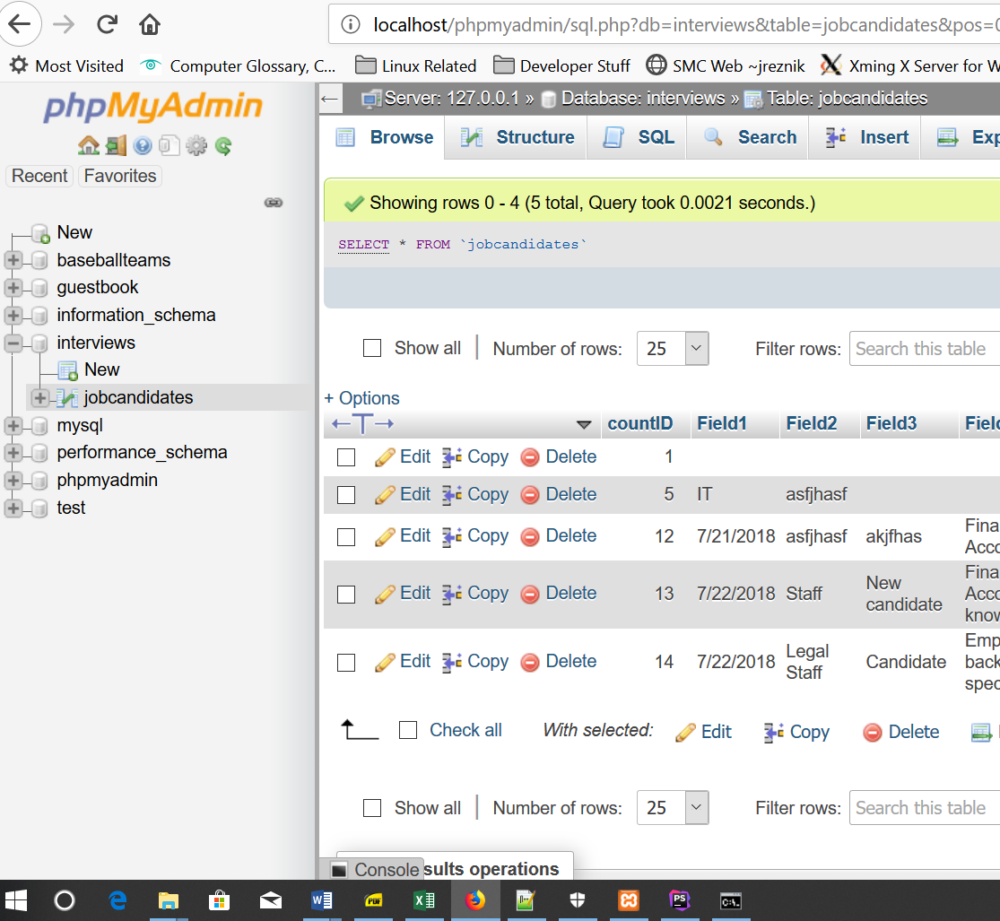 localhost/phpmyadmin/sql.php?db=interviews&table=jobcandidates&pos=
Most Visited Computer Glossary, C... Linux Related Developer Stuff SMC Web ~jreznik Xming X Server for W
phpMyAdmin
Server: 127.0.0.1 » Database: interviews » Table: jobcandidates
Browse Structure SQL Search Insert Exp
Recent Favorites
Showing rows 0 - 4 (5 total, Query took 0.0021 seconds.)
SELECT * FROM `jobcandidates`
New
baseballteams
guestbook
information_schema
interviews
New
jobcandidates
mysql
performance_schema
phpmyadmin
test
Show all Number of rows: 25 Filter rows: Search this table
+ Options
←T→ countID Field1 Field2 Field3 Fiel
Edit Copy Delete 1
Edit Copy Delete 5 IT asfjhasf
Edit Copy Delete 12 7/21/2018 asfjhasf akjfhas Fina
Acco
Edit Copy Delete 13 7/22/2018 Staff New
candidate
Fina
Acco
know
Edit Copy Delete 14 7/22/2018 Legal
Staff
Candidate
Emp
back
spec
Check all With selected: Edit Copy Delete
Show all Number of rows: 25 Filter rows: Search this table
Console sults operations
PDF
PS
C:\.